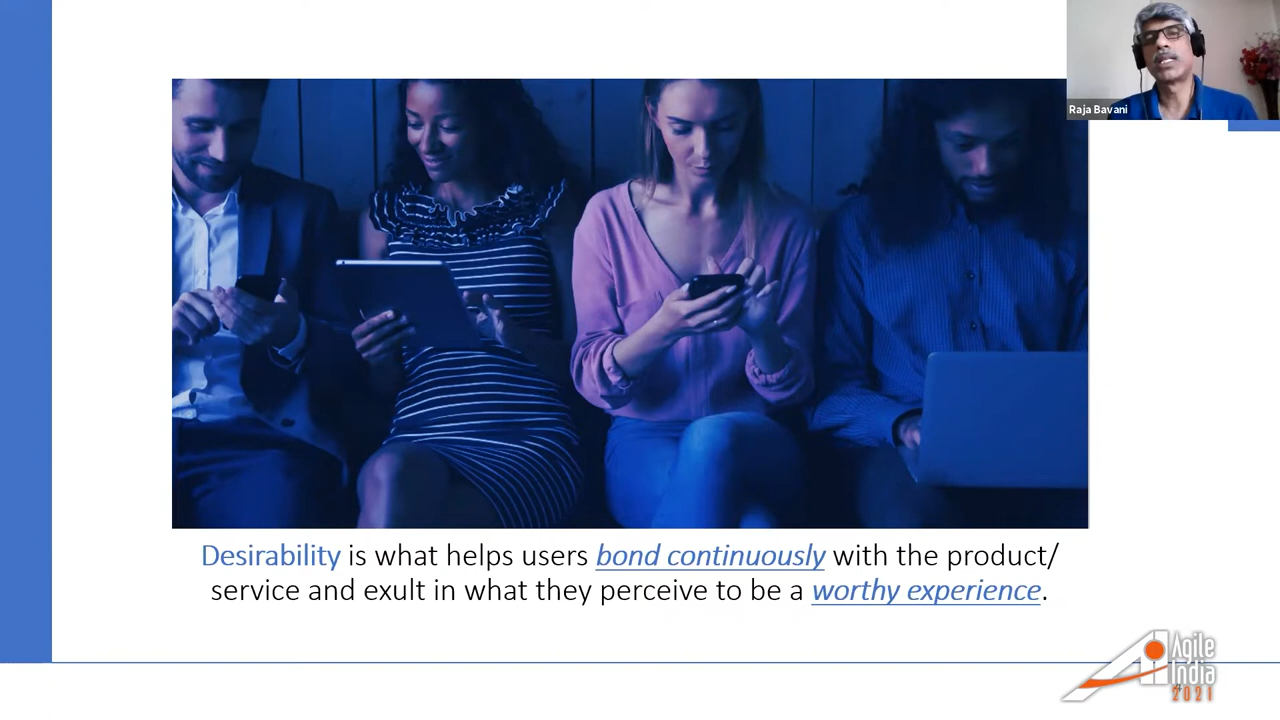 Raja Bavani
Desirability is what helps users bond continuously with the product/
service and exult in what they perceive to be a worthy experience.
Agile
India
2021
4